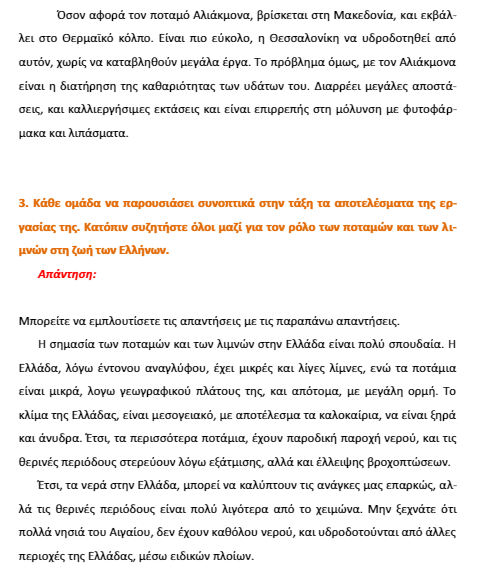 Όσον αφορά τον ποταμό Αλιάκμονα, βρίσκεται στη Μακεδονία, και εκβάλ-
λει στο Θερμαϊκό κόλπο. Είναι πιο εύκολο, η Θεσσαλονίκη να υδροδοτηθεί από
αυτόν, χωρίς να καταβληθούν μεγάλα έργα. Το πρόβλημα όμως, με τον Αλιάκμονα
είναι η διατήρηση της καθαριότητας των υδάτων του. Διαρρέει μεγάλες αποστά-
σεις, και καλλιεργήσιμες εκτάσεις και είναι επιρρεπής στη μόλυνση με φυτοφάρ-
μακα και λιπάσματα.
3. Κάθε ομάδα να παρουσιάσει συνοπτικά στην τάξη τα αποτελέσματα της ερ-
γασίας της. Κατόπιν συζητήστε όλοι μαζί για τον ρόλο των ποταμών και των λι-
μνών στη ζωή των Ελλήνων.
Απάντηση:
Μπορείτε να εμπλουτίσετε τις απαντήσεις με τις παραπάνω απαντήσεις.
Η σημασία των ποταμών και των λιμνών στην Ελλάδα είναι πολύ σπουδαία. Η
Ελλάδα, λόγω έντονου αναγλύφου, έχει μικρές και λίγες λίμνες, ενώ τα ποτάμια
είναι μικρά, λογω γεωγραφικού πλάτους της, και απότομα, με μεγάλη ορμή. Το
κλίμα της Ελλάδας, είναι μεσογειακό, με αποτέλεσμα τα καλοκαίρια, να είναι ξηρά
και άνυδρα. Έτσι, τα περισσότερα ποτάμια, έχουν παροδική παροχή νερού, και τις
θερινές περιόδους στερεύουν λόγω εξάτμισης, αλλά και έλλειψης βροχοπτώσεων.
Έτσι, τα νερά στην Ελλάδα, μπορεί να καλύπτουν τις ανάγκες μας επαρκώς, αλ-
λά τις θερινές περιόδους είναι πολύ λιγότερα από το χειμώνα. Μην ξεχνάτε ότι
πολλά νησιά του Αιγαίου, δεν έχουν καθόλου νερού, και υδροδοτούνται από άλλες
περιοχές της Ελλάδας, μέσω ειδικών πλοίων.